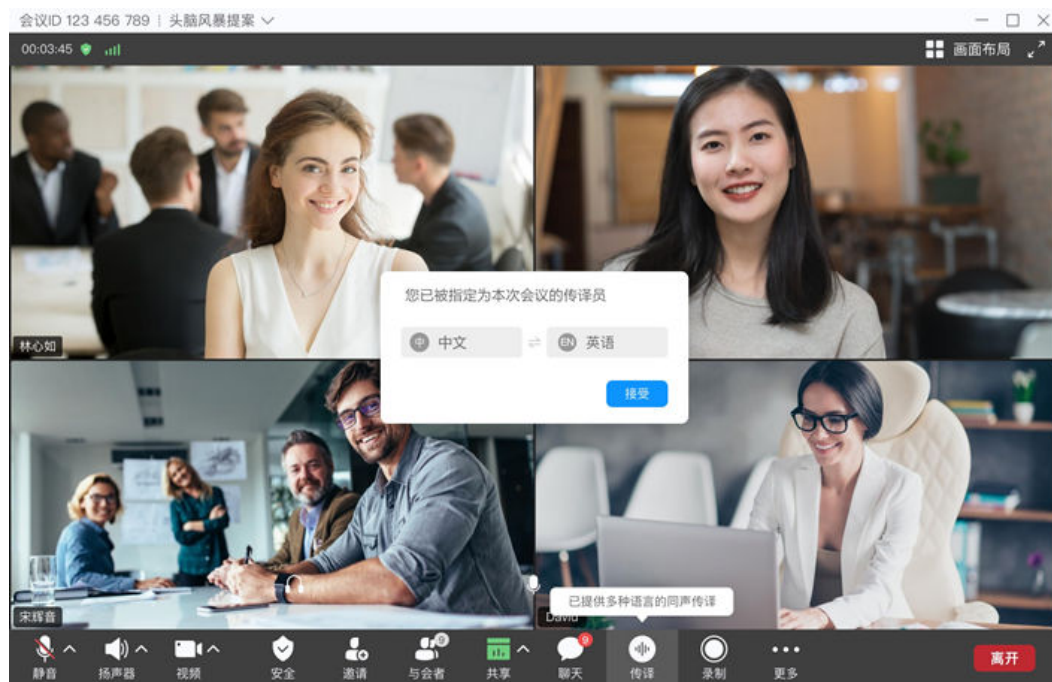 会议ID 123 456 789 | 头脑风暴提案
00:03:45
画面布局
您已被指定为本次会议的传译员
中 中文 EN 英语
接受
林心如
已提供多种语言的同声传译
宋辉音
David
9
9
静音 扬声器 视频 安全 邀请 与会者 共享 聊天 传译 录制 更多
离开